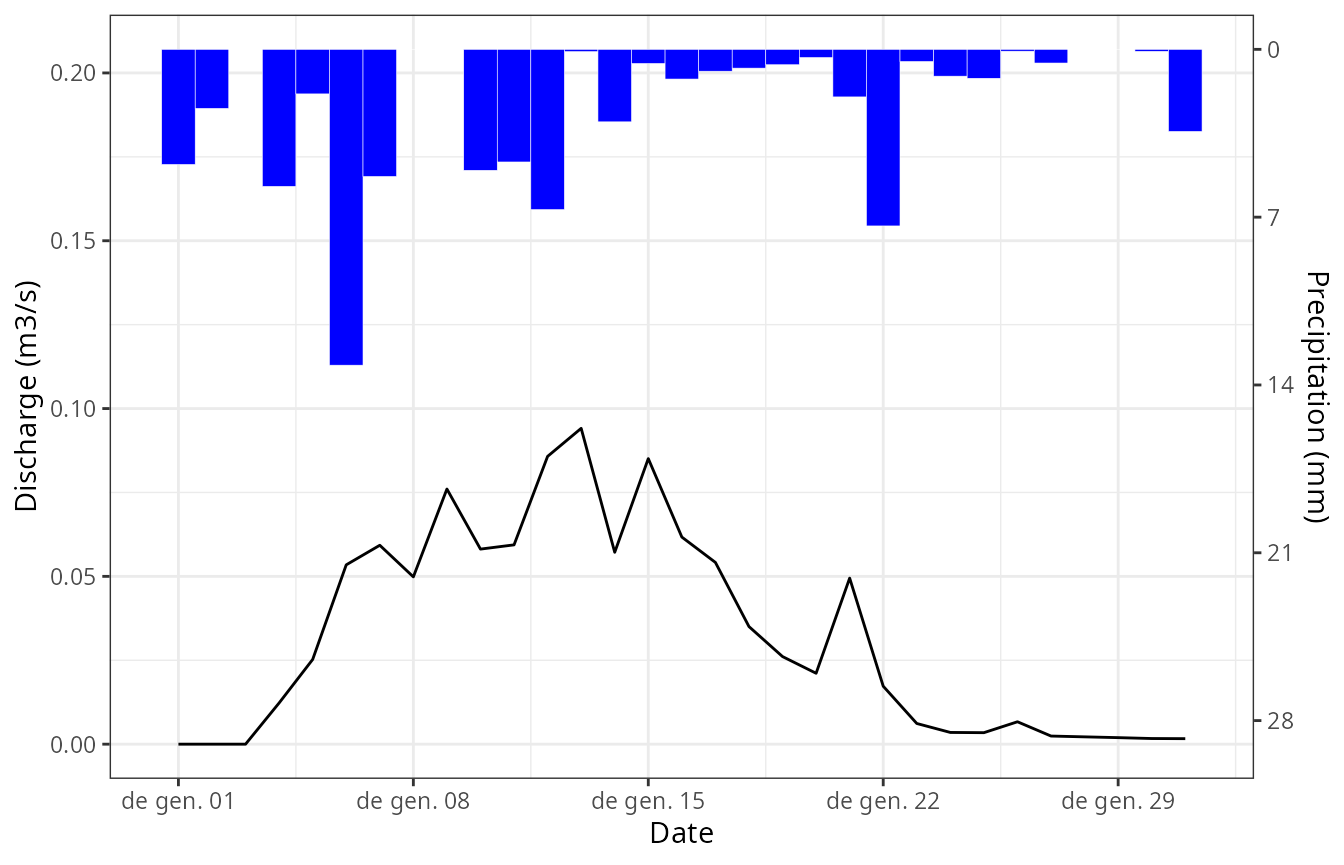 Discharge (m3/s)
0.20
0.15
0.10
0.05
0.00
0
7
14
21
28
Precipitation (mm)
de gen. 01
de gen. 08
de gen. 15
de gen. 22
de gen. 29
Date